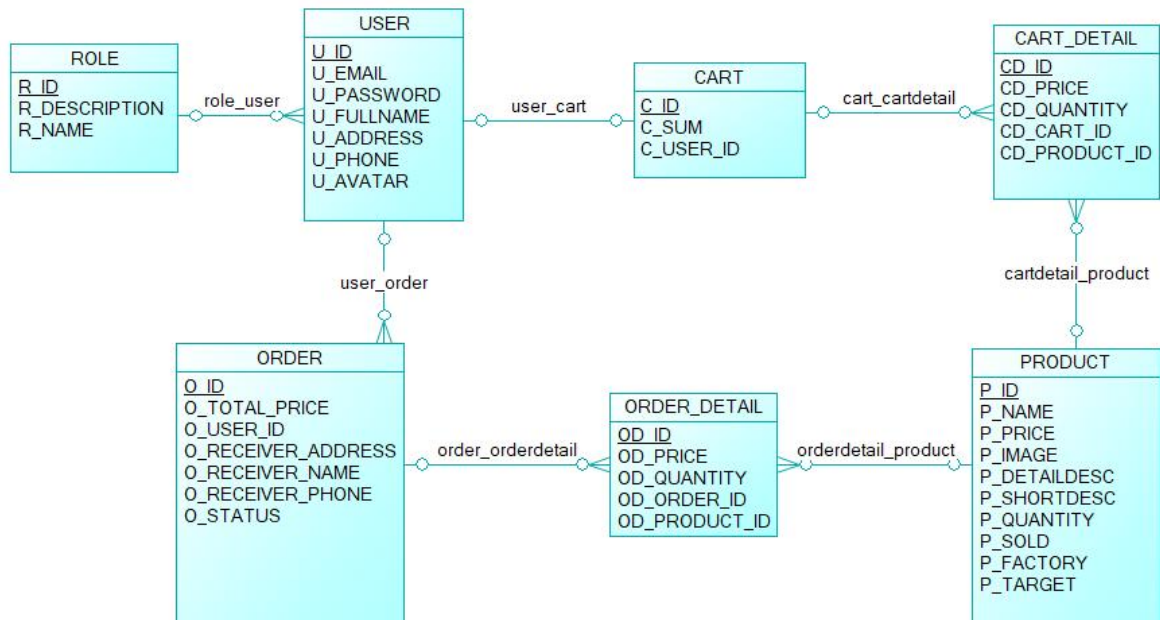 ROLE
R_ID
R_DESCRIPTION
R_NAME
role_user
USER
U_ID
U_EMAIL
U_PASSWORD
U_FULLNAME
U_ADDRESS
U_PHONE
U_AVATAR
user_cart
CART
C_ID
C_SUM
C_USER_ID
cart_cartdetail
CART_DETAIL
CD_ID
CD_PRICE
CD_QUANTITY
CD_CART_ID
CD_PRODUCT_ID
user_order
cartdetail_product
ORDER
O_ID
O_TOTAL_PRICE
O_USER_ID
O_RECEIVER_ADDRESS
O_RECEIVER_NAME
O_RECEIVER_PHONE
O_STATUS
order_orderdetail
ORDER_DETAIL
OD_ID
OD_PRICE
OD_QUANTITY
OD_ORDER_ID
OD_PRODUCT_ID
orderdetail_product
PRODUCT
P_ID
P_NAME
P_PRICE
P_IMAGE
P_DETAILDESC
P_SHORTDESC
P_QUANTITY
P_SOLD
P_FACTORY
P_TARGET